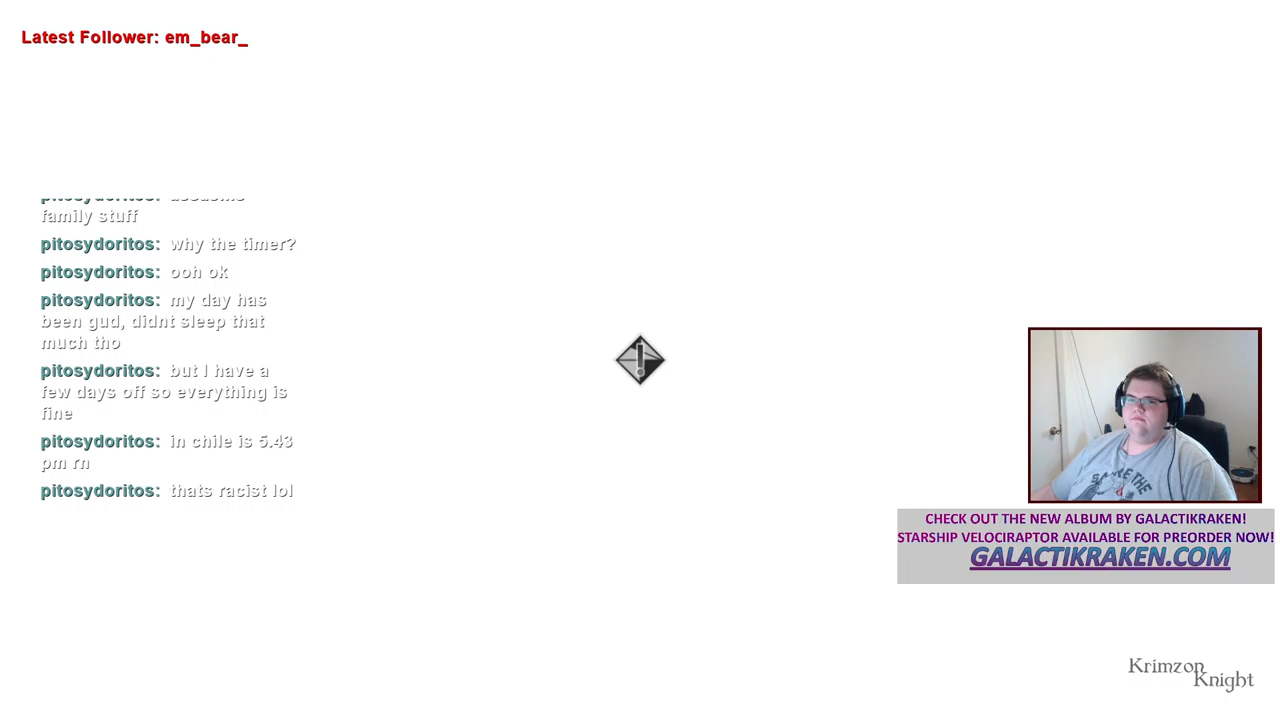 Latest Follower: em_bear_
pitosydoritos:
family stuff
pitosydoritos: why the timer?
pitosydoritos: ooh ok
pitosydoritos: my day has
been gud, didnt sleep that
much tho
pitosydoritos: but I have a
few days off so everything is
fine
pitosydoritos: in chile is 5.43
pm rn
pitosydoritos: thats racist lol
CHECK OUT THE NEW ALBUM BY GALACTIKRAKEN!
STARSHIP VELOCIRAPTOR AVAILABLE FOR PREORDER NOW!
GALACTIKRAKEN.COM
Krimzon
Knight